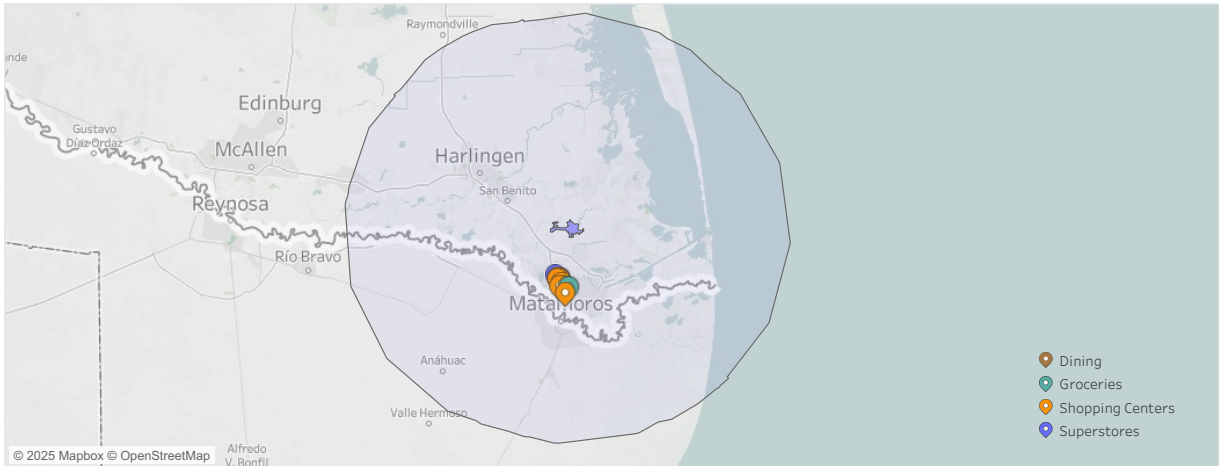 Raymondville
nde
Edinburg
Gustavo
Díaz Ordaz
McAllen
Harlingen
San Benito
Reynosa
Río Bravo
Matamoros
Anáhuac
Valle Hermoso
Alfredo
V. Bonfil
Dining
Groceries
Shopping Centers
Superstores
© 2025 Mapbox © OpenStreetMap